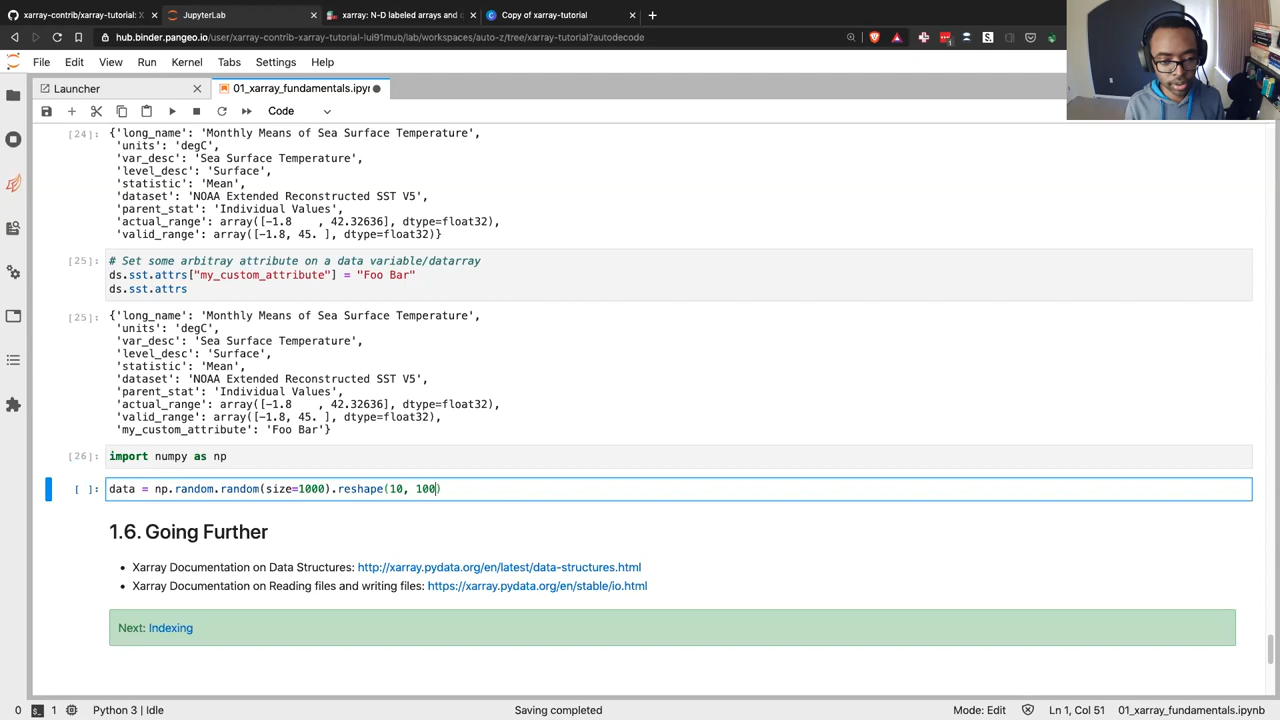 xarray-contrib/xarray-tutorial: X
JupyterLab
xarray: N-D labeled arrays and
Copy of xarray-tutorial
hub.binder.pangeo.io/user/xarray-contrib-xarray-tutorial-lui91mub/lab/workspaces/auto-z/tree/xarray-tutorial?autodecode
File Edit View Run Kernel Tabs Settings Help
Launcher
01_xarray_fundamentals.ipynb
Code
[24]: {'long_name': 'Monthly Means of Sea Surface Temperature',
'units': 'degC',
'var_desc': 'Sea Surface Temperature',
'level_desc': 'Surface',
'statistic': 'Mean',
'dataset': 'NOAA Extended Reconstructed SST V5',
'parent_stat': 'Individual Values',
'actual_range': array([-1.8    , 42.32636], dtype=float32),
'valid_range': array([-1.8, 45. ], dtype=float32)}
[25]: # Set some arbitray attribute on a data variable/datarray
ds.sst.attrs["my_custom_attribute"] = "Foo Bar"
ds.sst.attrs
[25]: {'long_name': 'Monthly Means of Sea Surface Temperature',
'units': 'degC',
'var_desc': 'Sea Surface Temperature',
'level_desc': 'Surface',
'statistic': 'Mean',
'dataset': 'NOAA Extended Reconstructed SST V5',
'parent_stat': 'Individual Values',
'actual_range': array([-1.8    , 42.32636], dtype=float32),
'valid_range': array([-1.8, 45. ], dtype=float32),
'my_custom_attribute': 'Foo Bar'}
[26]: import numpy as np
[ ]: data = np.random.random(size=1000).reshape(10, 100)
1.6. Going Further
• Xarray Documentation on Data Structures: http://xarray.pydata.org/en/latest/data-structures.html
• Xarray Documentation on Reading files and writing files: https://xarray.pydata.org/en/stable/io.html
Next: Indexing
0 1 Python 3 | Idle Saving completed Mode: Edit Ln 1, Col 51 01_xarray_fundamentals.ipynb